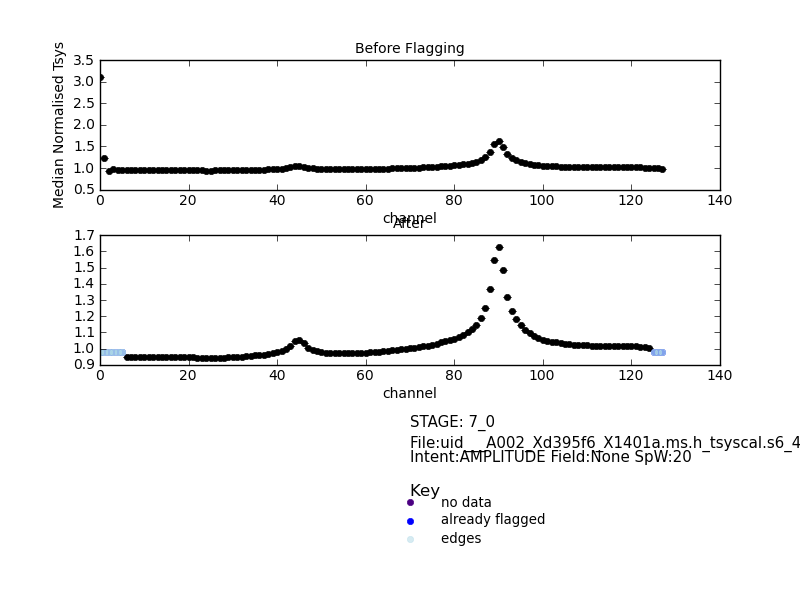 Before Flagging
Median Normalised Tsys
3.5
3.0
2.5
2.0
1.5
1.0
0.5
0 20 40 60 80 100 120 140
channel
After
1.7
1.6
1.5
1.4
1.3
1.2
1.1
1.0
0.9
0 20 40 60 80 100 120 140
channel
STAGE: 7_0
File:uid___A002_Xd395f6_X1401a.ms.h_tsyscal.s6_4
Intent:AMPLITUDE Field:None SpW:20
Key
no data
already flagged
edges